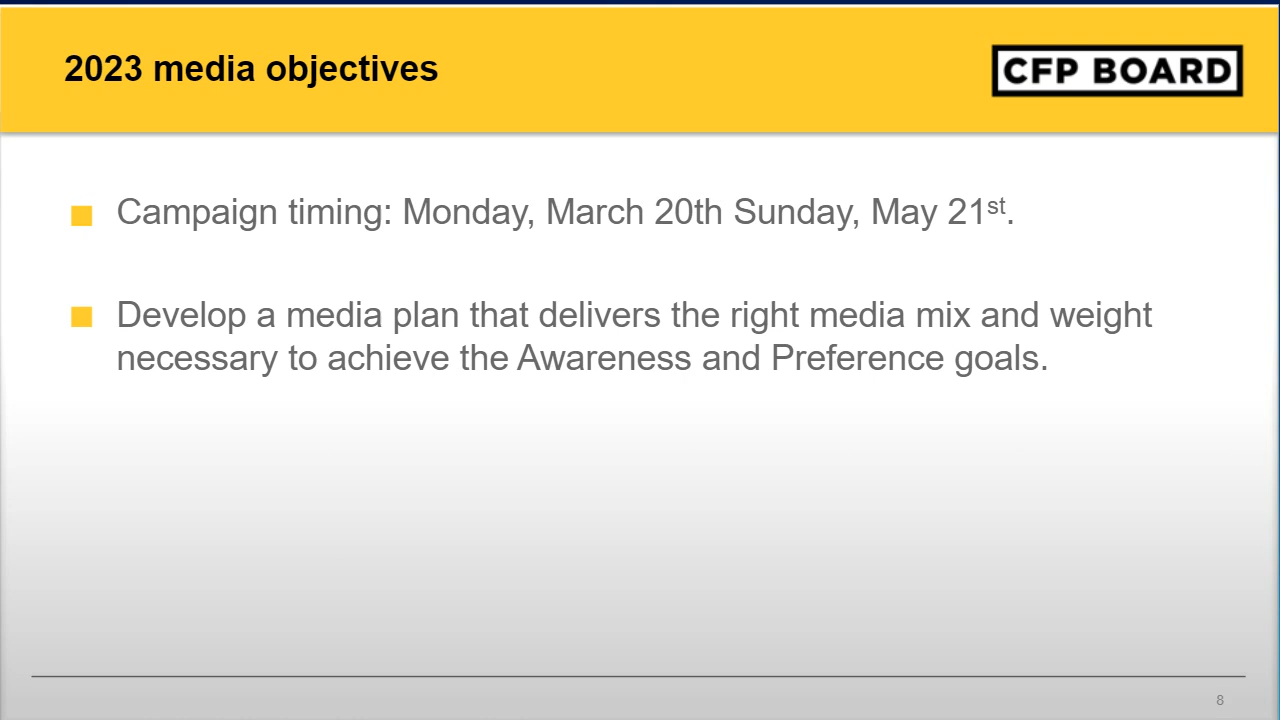 2023 media objectives
CFP BOARD
Campaign timing: Monday, March 20th Sunday, May 21st.
Develop a media plan that delivers the right media mix and weight
necessary to achieve the Awareness and Preference goals.
8